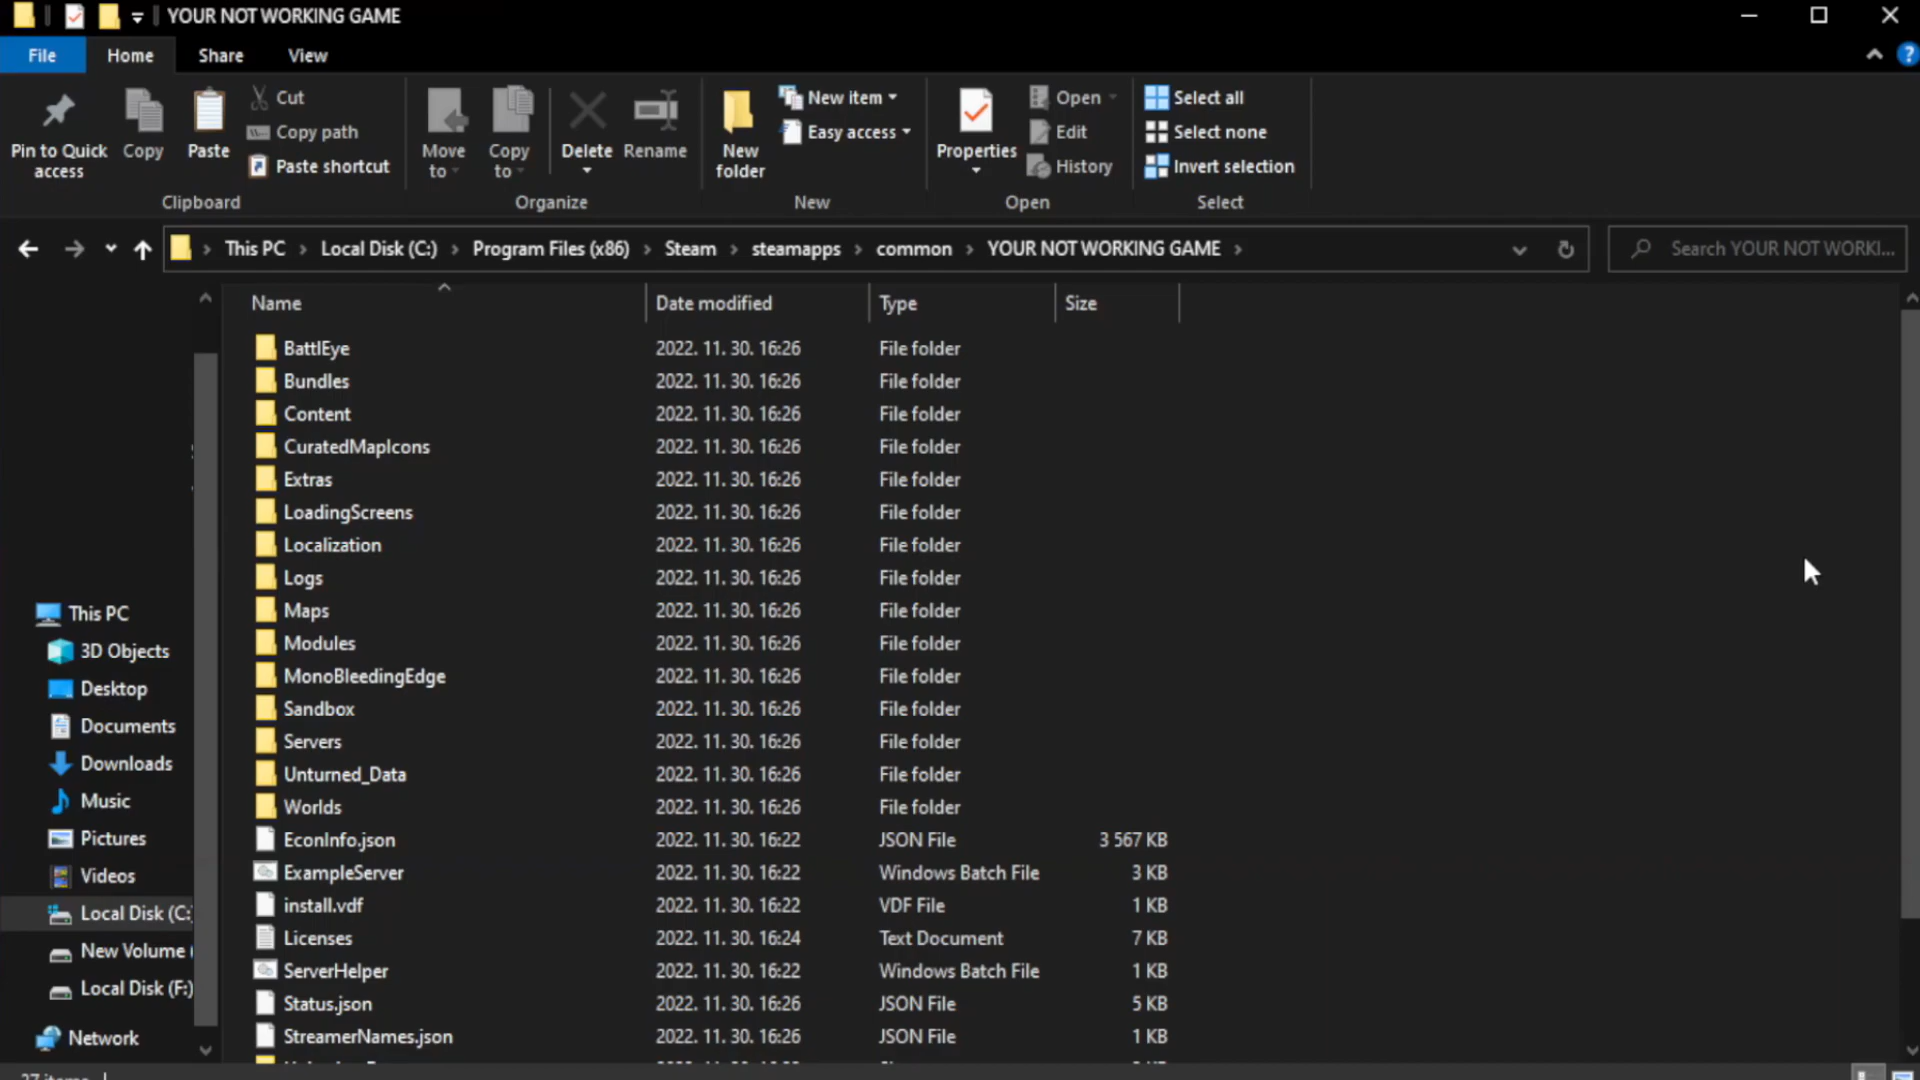 YOUR NOT WORKING GAME
File Home Share View
Pin to Quick access
Copy
Paste
Cut
Copy path
Paste shortcut
Move to
Copy to
Delete
Rename
New folder
New item
Easy access
Properties
Open
Edit
History
Select all
Select none
Invert selection
Clipboard Organize New Open Select
This PC Local Disk (C:) Program Files (x86) Steam steamapps common YOUR NOT WORKING GAME
Search YOUR NOT WORKI...
Name Date modified Type Size
BattlEye 2022. 11. 30. 16:26 File folder
Bundles 2022. 11. 30. 16:26 File folder
Content 2022. 11. 30. 16:26 File folder
CuratedMapIcons 2022. 11. 30. 16:26 File folder
Extras 2022. 11. 30. 16:26 File folder
LoadingScreens 2022. 11. 30. 16:26 File folder
Localization 2022. 11. 30. 16:26 File folder
Logs 2022. 11. 30. 16:26 File folder
Maps 2022. 11. 30. 16:26 File folder
Modules 2022. 11. 30. 16:26 File folder
MonoBleedingEdge 2022. 11. 30. 16:26 File folder
Sandbox 2022. 11. 30. 16:26 File folder
Servers 2022. 11. 30. 16:26 File folder
Unturned_Data 2022. 11. 30. 16:26 File folder
Worlds 2022. 11. 30. 16:26 File folder
EconInfo.json 2022. 11. 30. 16:22 JSON File 3 567 KB
ExampleServer 2022. 11. 30. 16:22 Windows Batch File 3 KB
install.vdf 2022. 11. 30. 16:22 VDF File 1 KB
Licenses 2022. 11. 30. 16:24 Text Document 7 KB
ServerHelper 2022. 11. 30. 16:22 Windows Batch File 1 KB
Status.json 2022. 11. 30. 16:26 JSON File 5 KB
StreamerNames.json 2022. 11. 30. 16:26 JSON File 1 KB
This PC
3D Objects
Desktop
Documents
Downloads
Music
Pictures
Videos
Local Disk (C:
New Volume (
Local Disk (F:)
Network